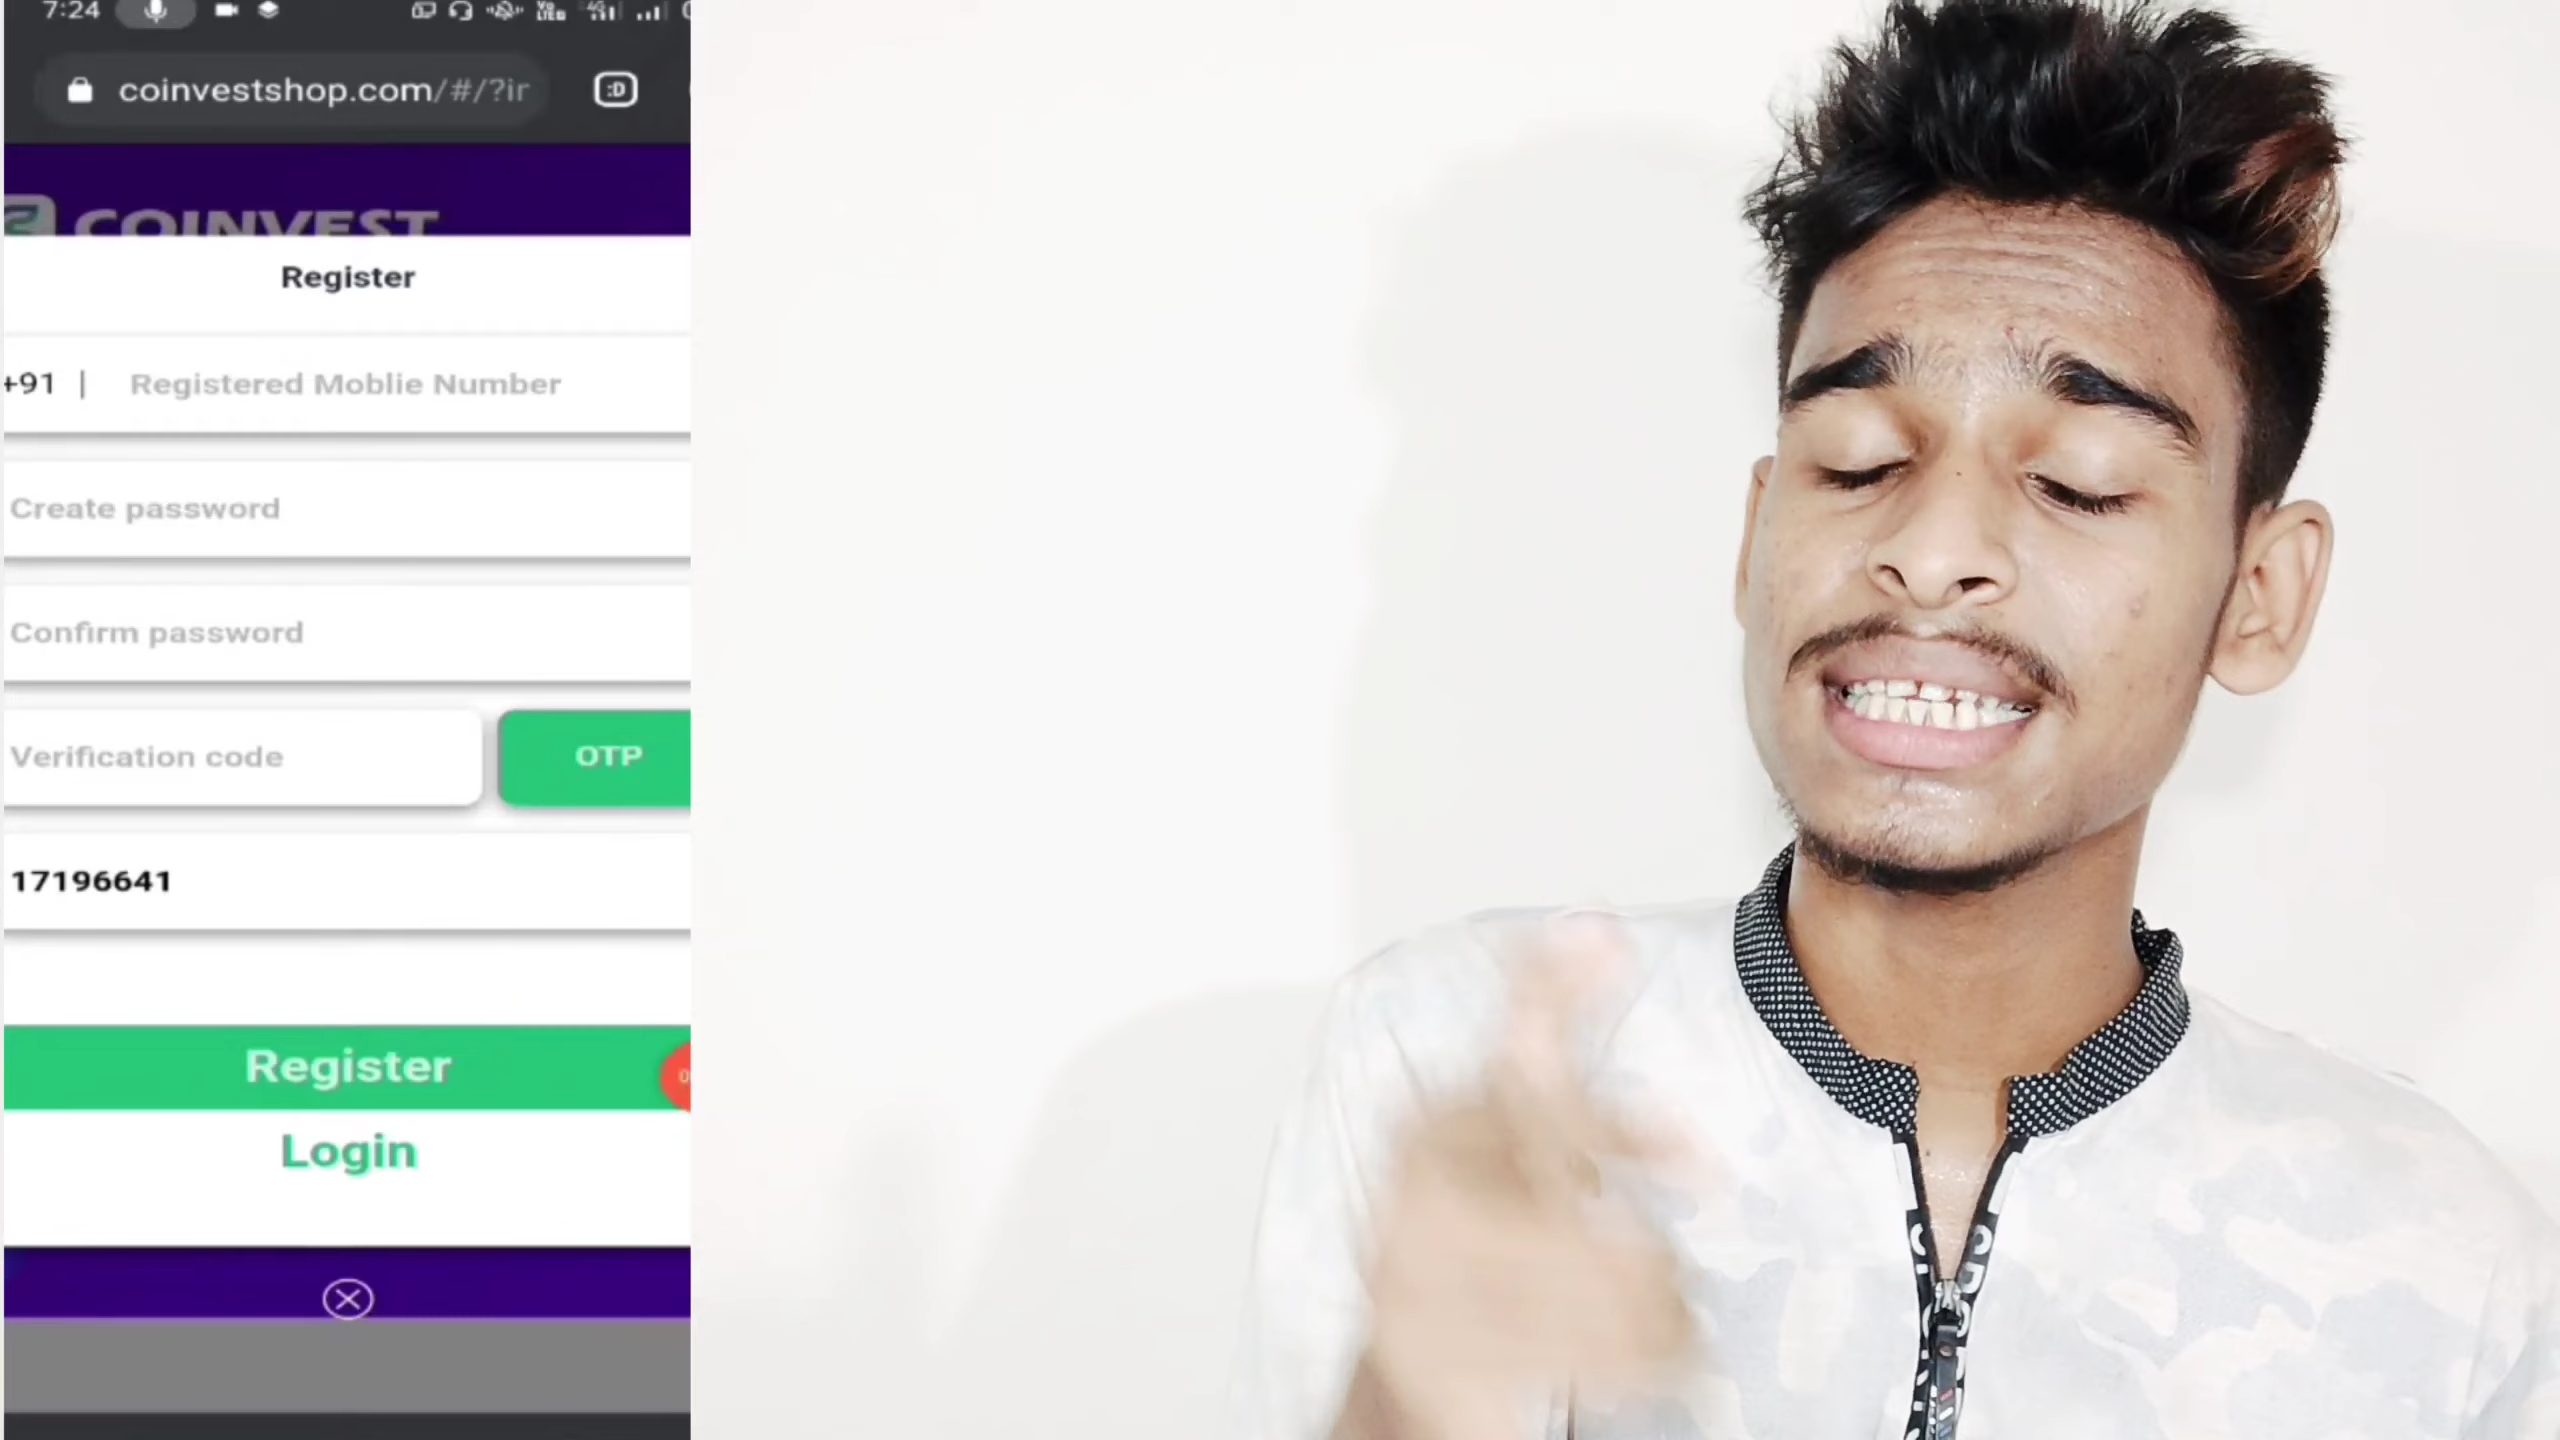 7:24
coinvestshop.com/#/?ir
:D
COINVEST
Register
+91 | Registered Moblie Number
Create password
Confirm password
Verification code
OTP
17196641
Register
Login